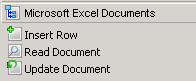 Microsoft Excel Documents
Insert Row
Read Document
Update Document